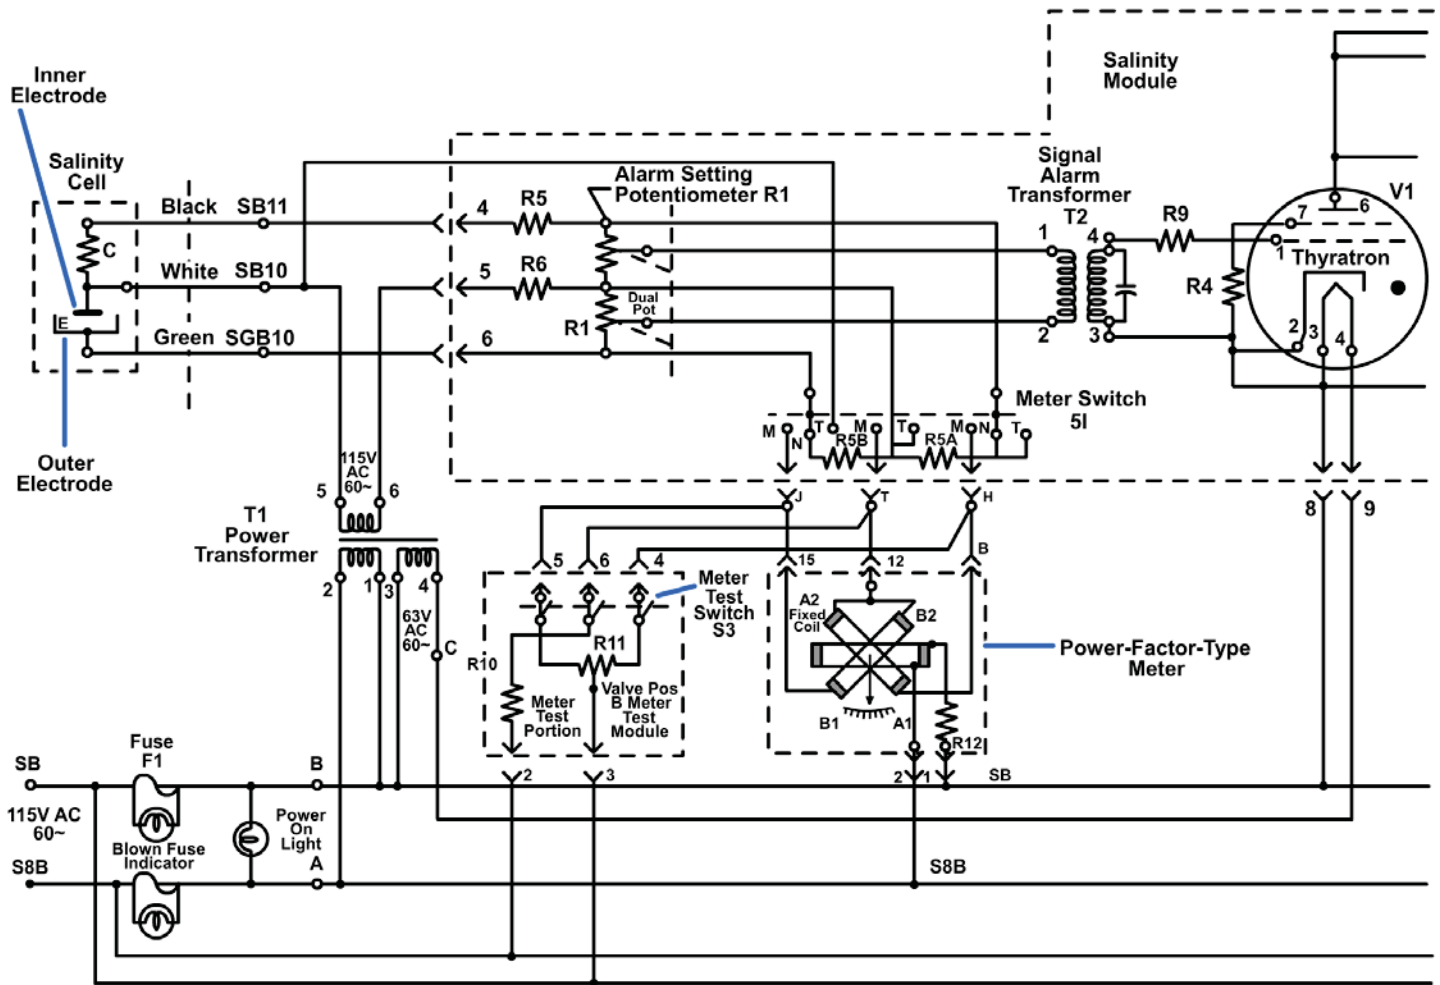 Inner
Electrode
Salinity
Cell
Black SB11
C
White SB10
E
Green SGB10
Outer
Electrode
Salinity
Module
Alarm Setting
Potentiometer R1
4
R5
5
R6
Dual
Pot
R1
6
Signal
Alarm
Transformer
T2
1
4
2
3
R9
V1
7
6
1
Thyratron
R4
2
3
4
Meter Switch
5I
M
N
T
M
T
M
N
T
R5B
R5A
115V
AC
60~
5
6
T1
Power
Transformer
2
1
3
4
63V
AC
60~
C
J
T
H
8
9
5
6
4
15
12
B
Meter
Test
Switch
S3
R10
R11
Meter
Test
Portion
Valve Pos
B Meter
Test
Module
A2
Fixed
Coil
B2
B1
A1
R12
Power-Factor-Type
Meter
2
3
2
1
SB
SB
Fuse
F1
B
115V AC
60~
Power
On
Light
Blown Fuse
Indicator
A
S8B
S8B